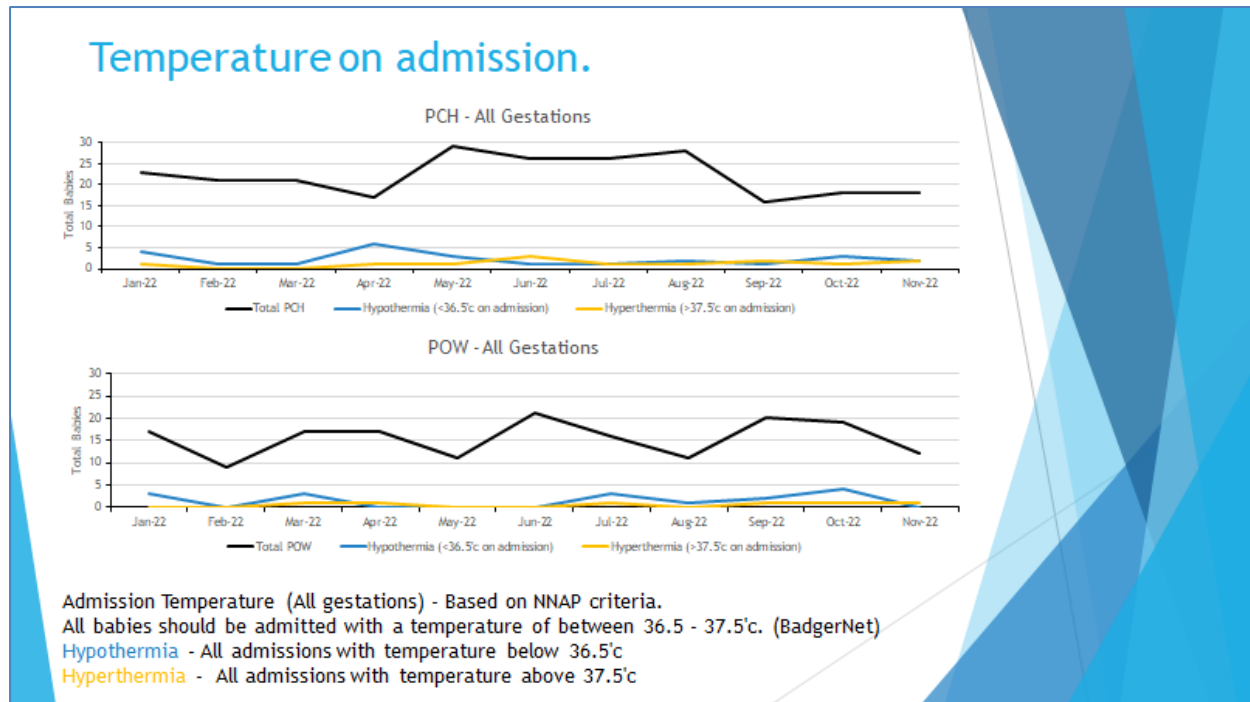 Temperature on admission.
PCH - All Gestations
Total Babies
30
25
20
15
10
5
0
Jan-22 Feb-22 Mar-22 Apr-22 May-22 Jun-22 Jul-22 Aug-22 Sep-22 Oct-22 Nov-22
Total PCH Hypothermia (<36.5'c on admission) Hyperthermia (>37.5'c on admission)
POW - All Gestations
Total Babies
30
25
20
15
10
5
0
Jan-22 Feb-22 Mar-22 Apr-22 May-22 Jun-22 Jul-22 Aug-22 Sep-22 Oct-22 Nov-22
Total POW Hypothermia (<36.5'c on admission) Hyperthermia (>37.5'c on admission)
Admission Temperature (All gestations) - Based on NNAP criteria.
All babies should be admitted with a temperature of between 36.5 - 37.5'c. (BadgerNet)
Hypothermia - All admissions with temperature below 36.5'c
Hyperthermia - All admissions with temperature above 37.5'c